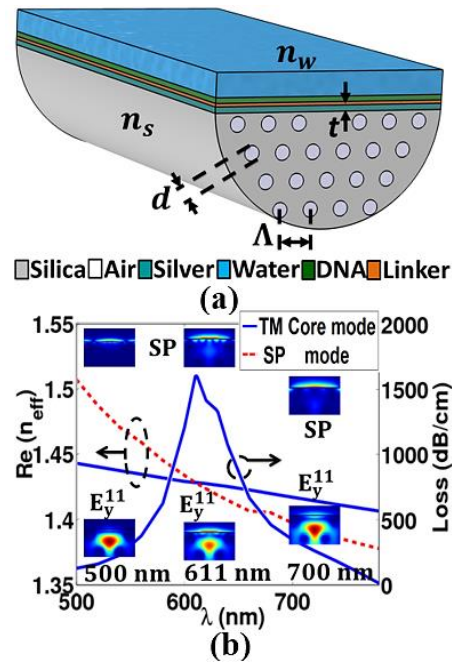 n_w
n_s
t
d
Λ
Silica Air Silver Water DNA Linker
(a)
1.55
1.5
1.45
1.4
1.35
Re (n_eff)
2000
1500
1000
500
0
Loss (dB/cm)
SP
TM Core mode
SP mode
SP
E_y^11
E_y^11
E_y^11
500 nm
611 nm
700 nm
500
600
700
λ (nm)
(b)